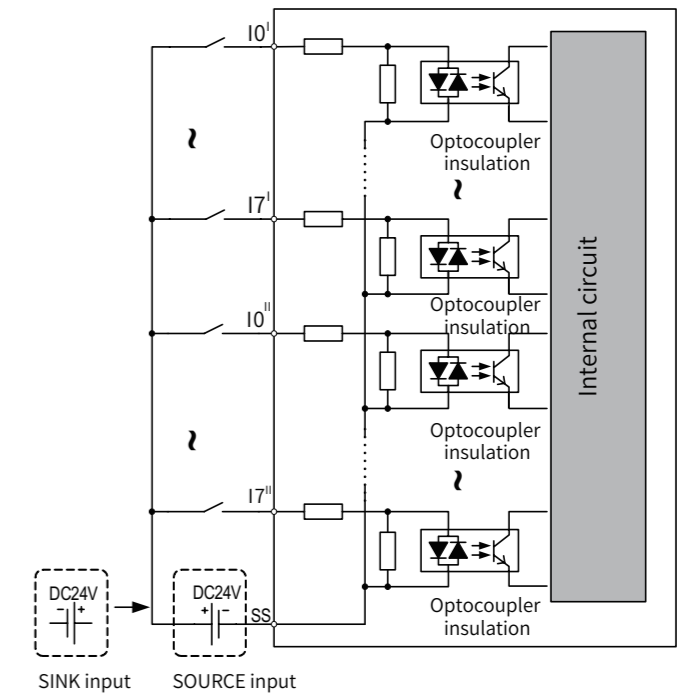 I0ᴵ
Optocoupler
insulation
I7ᴵ
Optocoupler
insulation
I0ᴵᴵ
Optocoupler
insulation
I7ᴵᴵ
Optocoupler
insulation
Internal circuit
DC24V
- +
DC24V
+ -
SS
SINK input
SOURCE input